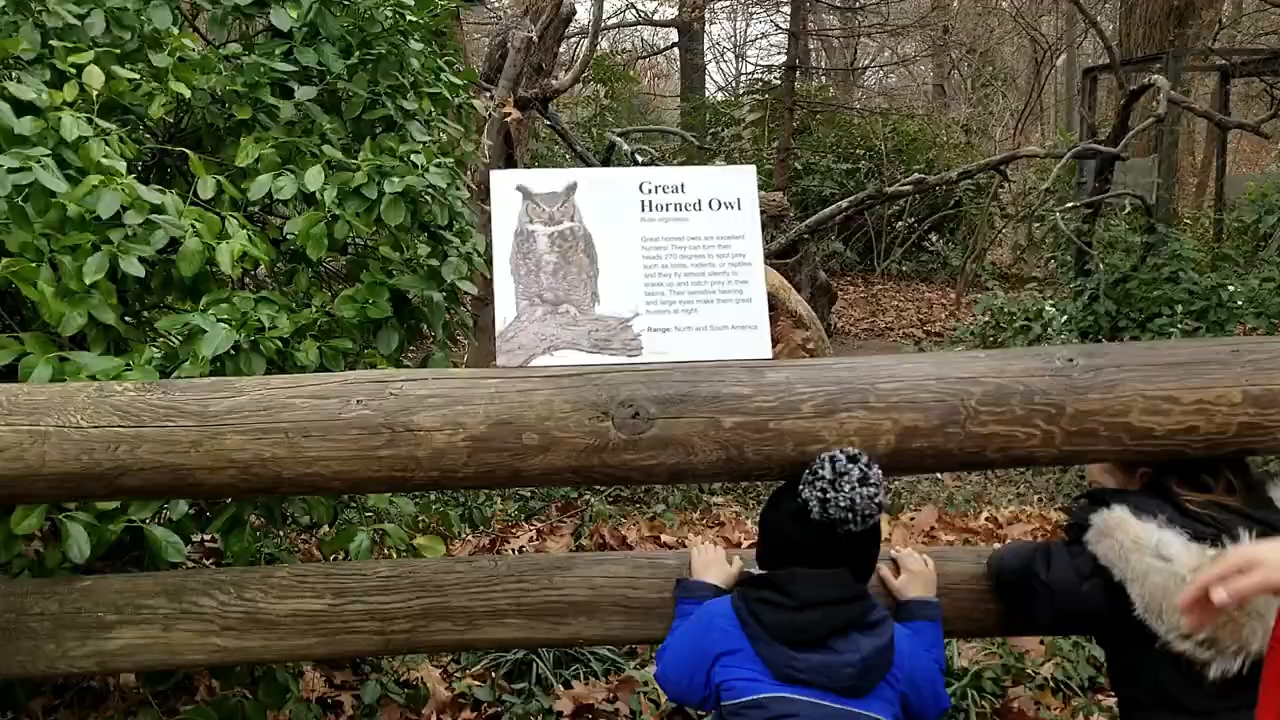 Great
Horned Owl
Bubo virginianus
Great horned owls are excellent
hunters! They can turn their
heads 270 degrees to spot prey
such as birds, rodents, or reptiles
and they fly almost silently to
sneak up and catch prey in their
talons. Their sensitive hearing
and large eyes make them great
hunters at night.
Range: North and South America